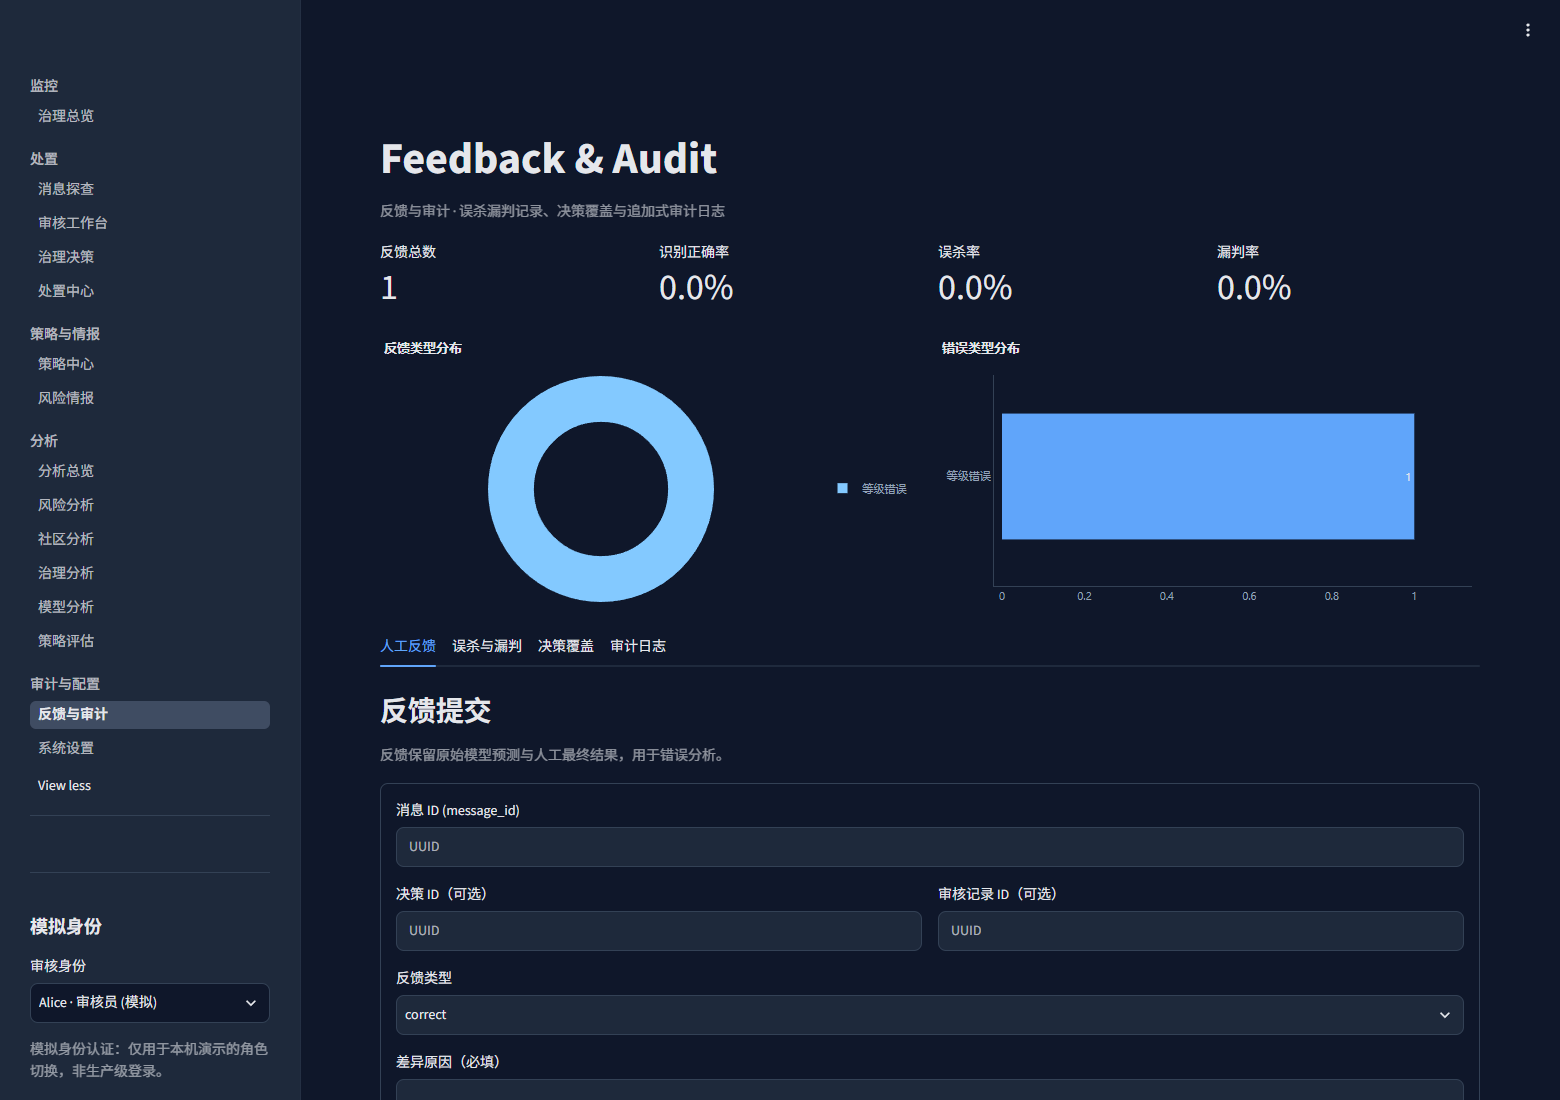 监控
治理总览
处置
消息探查
审核工作台
治理决策
处置中心
策略与情报
策略中心
风险情报
分析
分析总览
风险分析
社区分析
治理分析
模型分析
策略评估
审计与配置
反馈与审计
系统设置
View less
模拟身份
审核身份
Alice · 审核员 (模拟)
模拟身份认证：仅用于本机演示的角色
切换，非生产级登录。
Feedback & Audit
反馈与审计 · 误杀漏判记录、决策覆盖与追加式审计日志
反馈总数
1
识别正确率
0.0%
误杀率
0.0%
漏判率
0.0%
反馈类型分布
等级错误
错误类型分布
等级错误
1
0 0.2 0.4 0.6 0.8 1
人工反馈 误杀与漏判 决策覆盖 审计日志
反馈提交
反馈保留原始模型预测与人工最终结果，用于错误分析。
消息 ID (message_id)
UUID
决策 ID（可选）
UUID
审核记录 ID（可选）
UUID
反馈类型
correct
差异原因（必填）